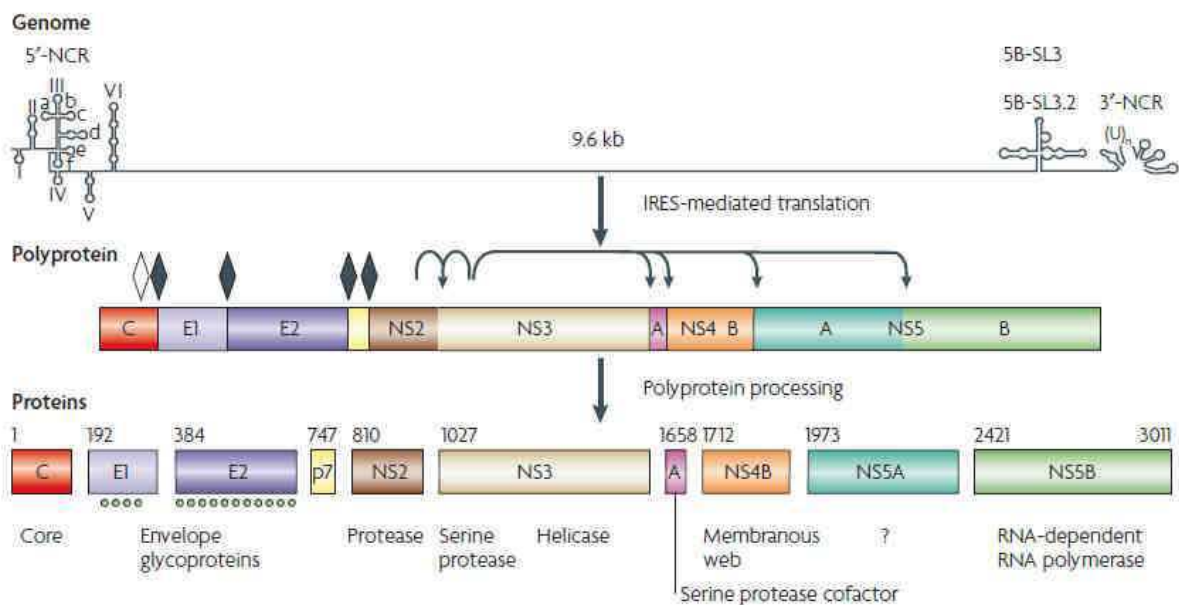 Genome
5′-NCR
5B-SL3
III
VI
5B-SL3.2
3′-NCR
II
a
b
c
d
e
f
I
IV
V
9.6 kb
(U)n
IRES-mediated translation
Polyprotein
C E1 E2 NS2 NS3 A NS4 B A NS5 B
Polyprotein processing
Proteins
1 192 384 747 810 1027 1658 1712 1973 2421 3011
C E1 E2 p7 NS2 NS3 A NS4B NS5A NS5B
Core
Envelope
glycoproteins
Protease
Serine
protease
Helicase
Membranous
web
?
RNA-dependent
RNA polymerase
Serine protease cofactor